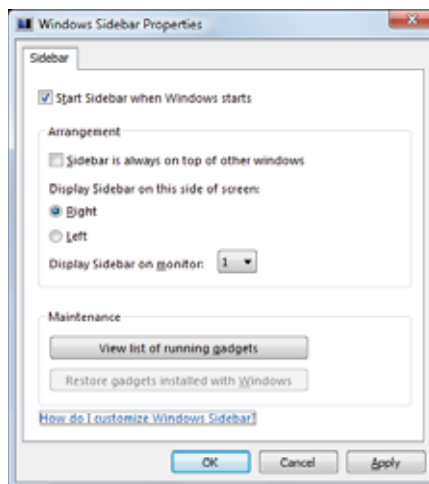 Windows Sidebar Properties
Sidebar
Start Sidebar when Windows starts
Arrangement
Sidebar is always on top of other windows
Display Sidebar on this side of screen:
Right
Left
Display Sidebar on monitor: 1
Maintenance
View list of running gadgets
Restore gadgets installed with Windows
How do I customize Windows Sidebar?
OK Cancel Apply